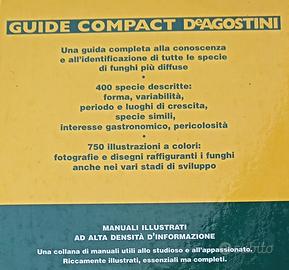 GUIDE COMPACT DEAGOSTINI
Una guida completa alla conoscenza
e all'identificazione di tutte le specie
di funghi più diffuse
•
400 specie descritte:
forma, variabilità,
periodo e luoghi di crescita,
specie simili,
interesse gastronomico, pericolosità
•
750 illustrazioni a colori:
fotografie e disegni raffiguranti i funghi
anche nei vari stadi di sviluppo
MANUALI ILLUSTRATI
AD ALTA DENSITÀ D'INFORMAZIONE
Una collana di manuali utili allo studioso e all'appassionato.
Riccamente illustrati, essenziali ma completi.
subito